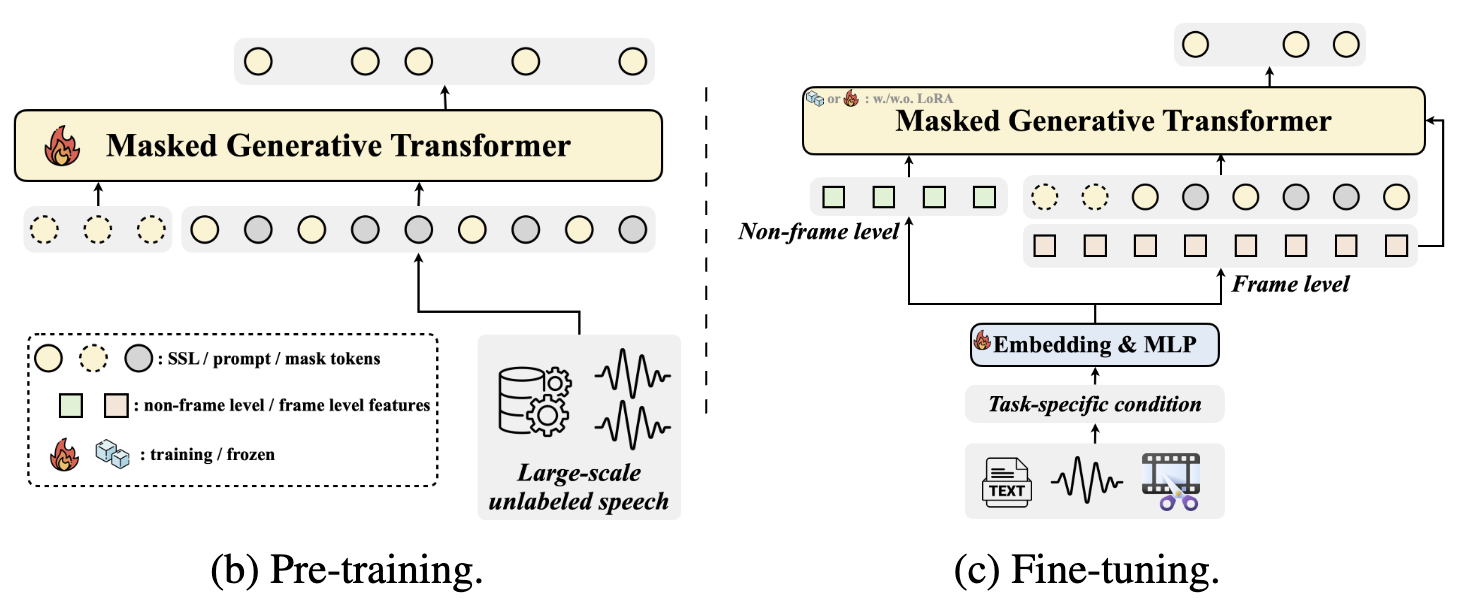 Masked Generative Transformer
: SSL / prompt / mask tokens
: non-frame level / frame level features
: training / frozen
Large-scale
unlabeled speech
(b) Pre-training.
or : w./w.o. LoRA
Masked Generative Transformer
Non-frame level
Frame level
Embedding & MLP
Task-specific condition
TEXT
(c) Fine-tuning.